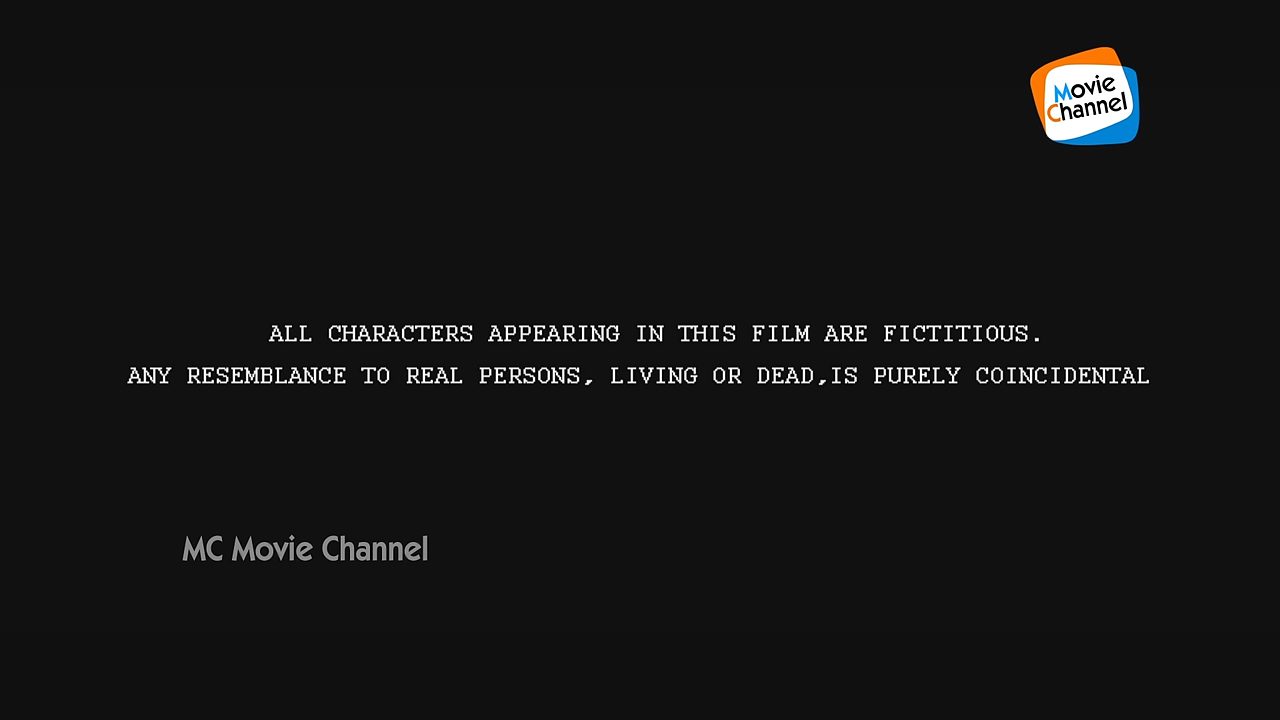 Movie
Channel
ALL CHARACTERS APPEARING IN THIS FILM ARE FICTITIOUS.
ANY RESEMBLANCE TO REAL PERSONS, LIVING OR DEAD,IS PURELY COINCIDENTAL
MC Movie Channel